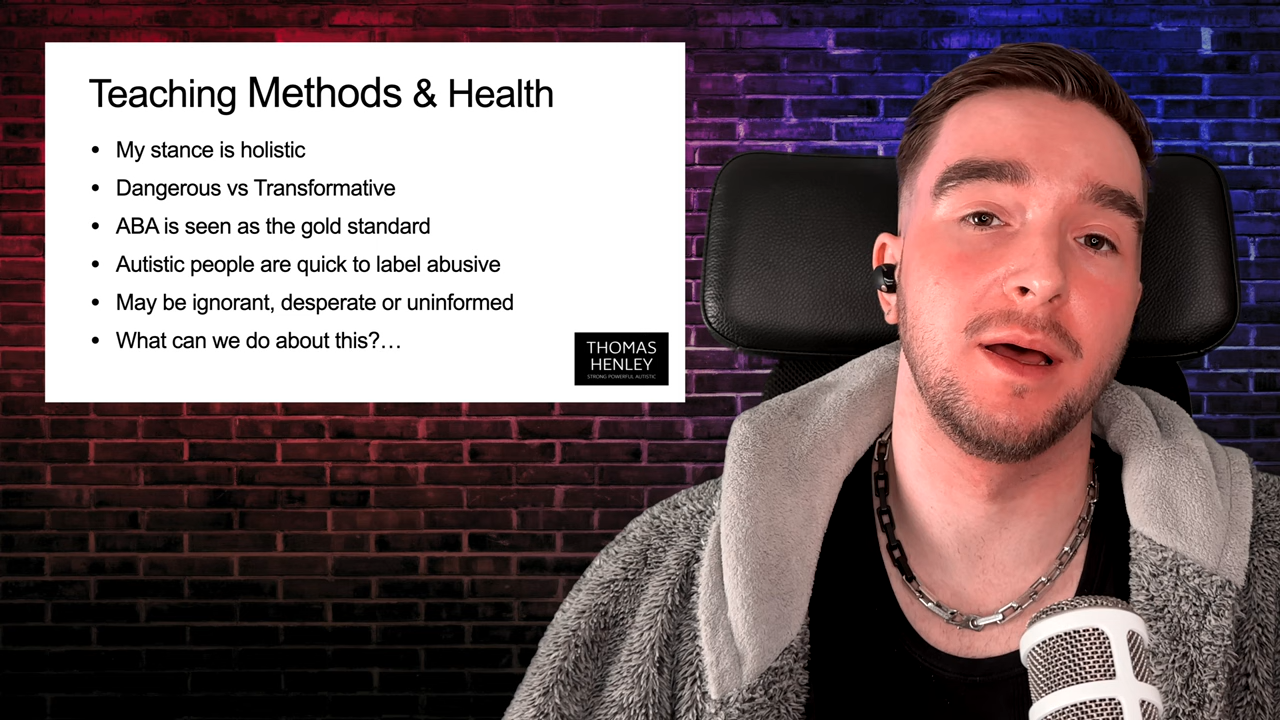 Teaching Methods & Health
• My stance is holistic
• Dangerous vs Transformative
• ABA is seen as the gold standard
• Autistic people are quick to label abusive
• May be ignorant, desperate or uninformed
• What can we do about this?…
THOMAS
HENLEY
STRONG POWERFUL AUTISTIC